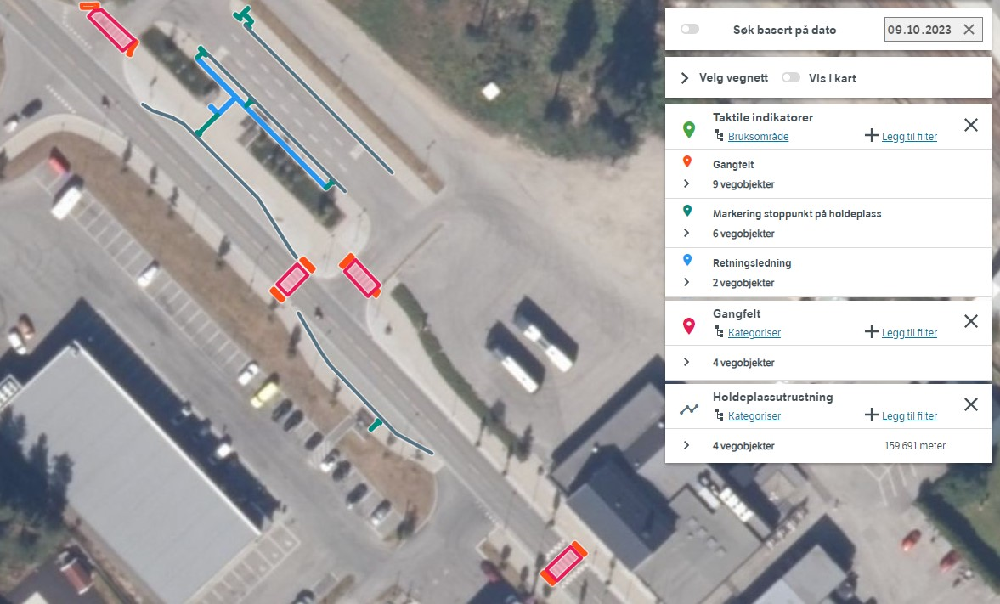 Søk basert på dato
09.10.2023
Velg vegnett
Vis i kart
Taktile indikatorer
Bruksområde
Legg til filter
Gangfelt
9 vegobjekter
Markering stoppunkt på holdeplass
6 vegobjekter
Retningsledning
2 vegobjekter
Gangfelt
Kategoriser
Legg til filter
4 vegobjekter
Holdeplassutrustning
Kategoriser
Legg til filter
4 vegobjekter
159.691 meter